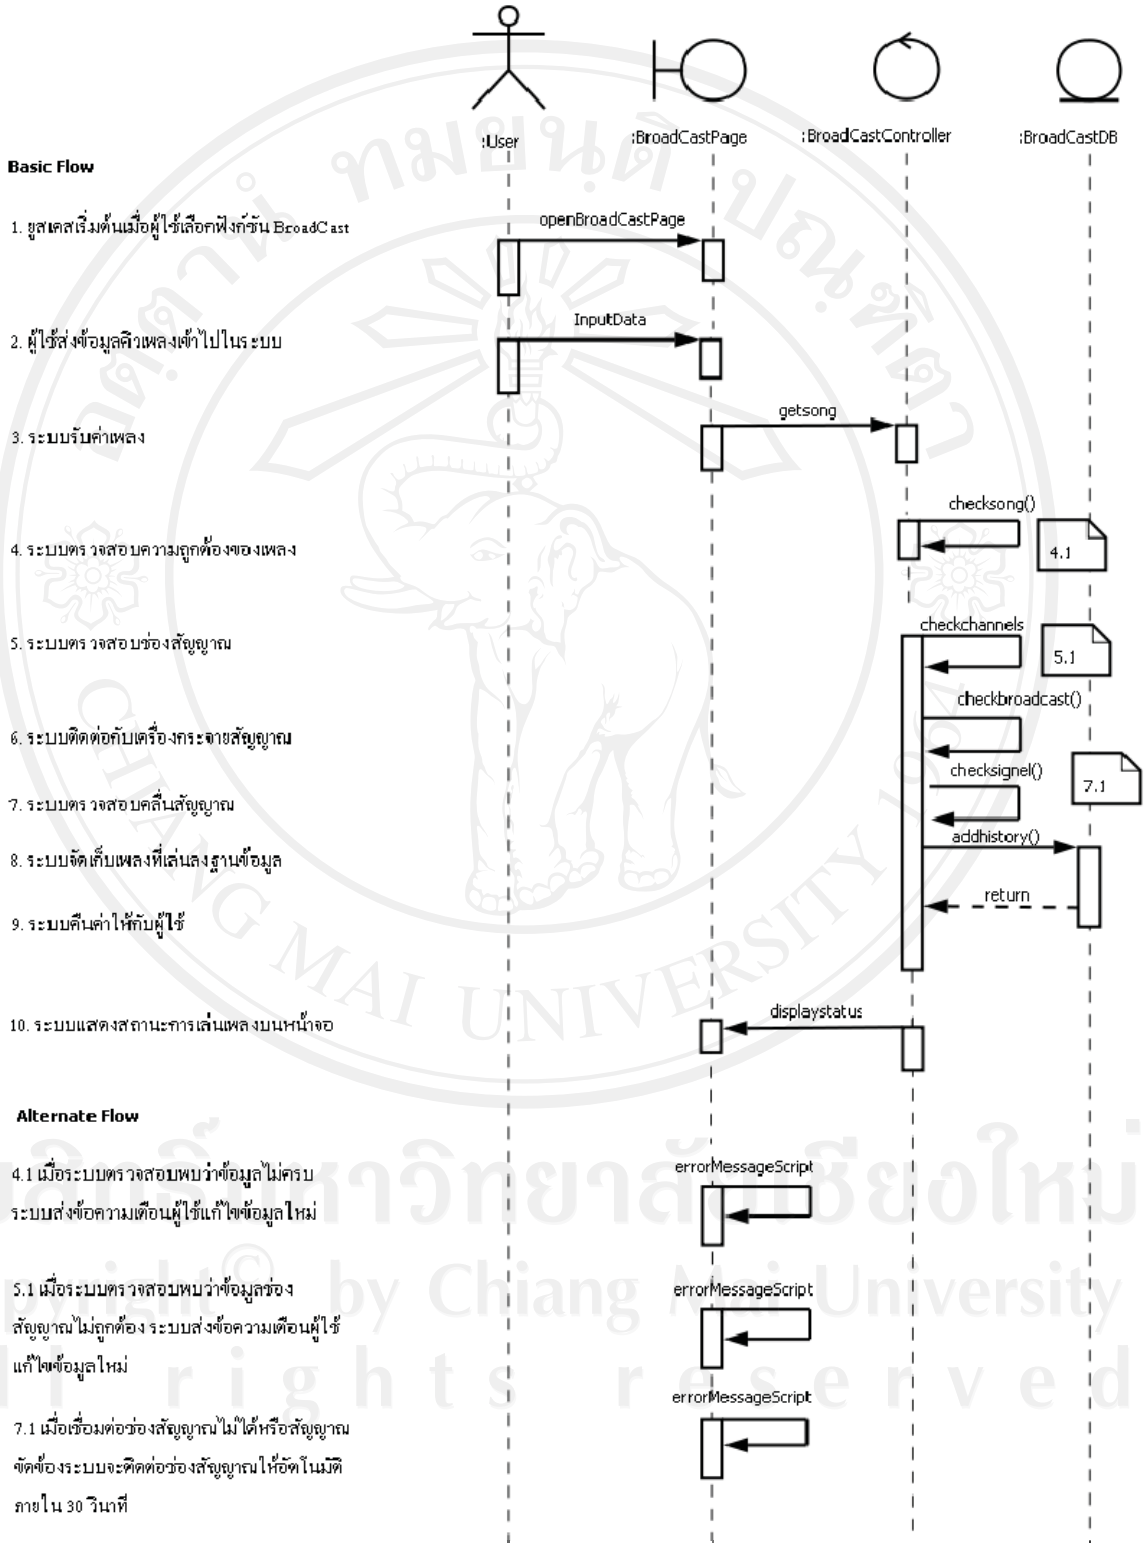 :User
:BroadCastPage
:BroadCastController
:BroadCastDB
Basic Flow
1. ยูสเคสเริ่มต้นเมื่อผู้ใช้เลือกฟังก์ชัน BroadCast
openBroadCastPage
2. ผู้ใช้ส่งข้อมูลคิวเพลงเข้าไปในระบบ
InputData
3. ระบบรับค่าเพลง
getsong
checksong()
4. ระบบตรวจสอบความถูกต้องของเพลง
4.1
checkchannels
5. ระบบตรวจสอบช่องสัญญาณ
5.1
checkbroadcast()
6. ระบบติดต่อกับเครื่องกระจายสัญญาณ
checksignel()
7. ระบบตรวจสอบคลื่นสัญญาณ
7.1
addhistory()
8. ระบบจัดเก็บเพลงที่เล่นลงฐานข้อมูล
return
9. ระบบคืนค่าให้กับผู้ใช้
displaystatus
10. ระบบแสดงสถานะการเล่นเพลงบนหน้าจอ
Alternate Flow
4.1 เมื่อระบบตรวจสอบพบว่าข้อมูลไม่ครบ
ระบบส่งข้อความเตือนผู้ใช้แก้ไขข้อมูลใหม่
errorMessageScript
5.1 เมื่อระบบตรวจสอบพบว่าข้อมูลช่อง
สัญญาณไม่ถูกต้อง ระบบส่งข้อความเตือนผู้ใช้
แก้ไขข้อมูลใหม่
errorMessageScript
errorMessageScript
7.1 เมื่อเชื่อมต่อช่องสัญญาณไม่ได้หรือสัญญาณ
ขัดข้องระบบจะติดต่อช่องสัญญาณให้อัตโนมัติ
ภายใน 30 วินาที
CHIANG MAI UNIVERSITY 1964
by Chiang Mai University
rights reserved